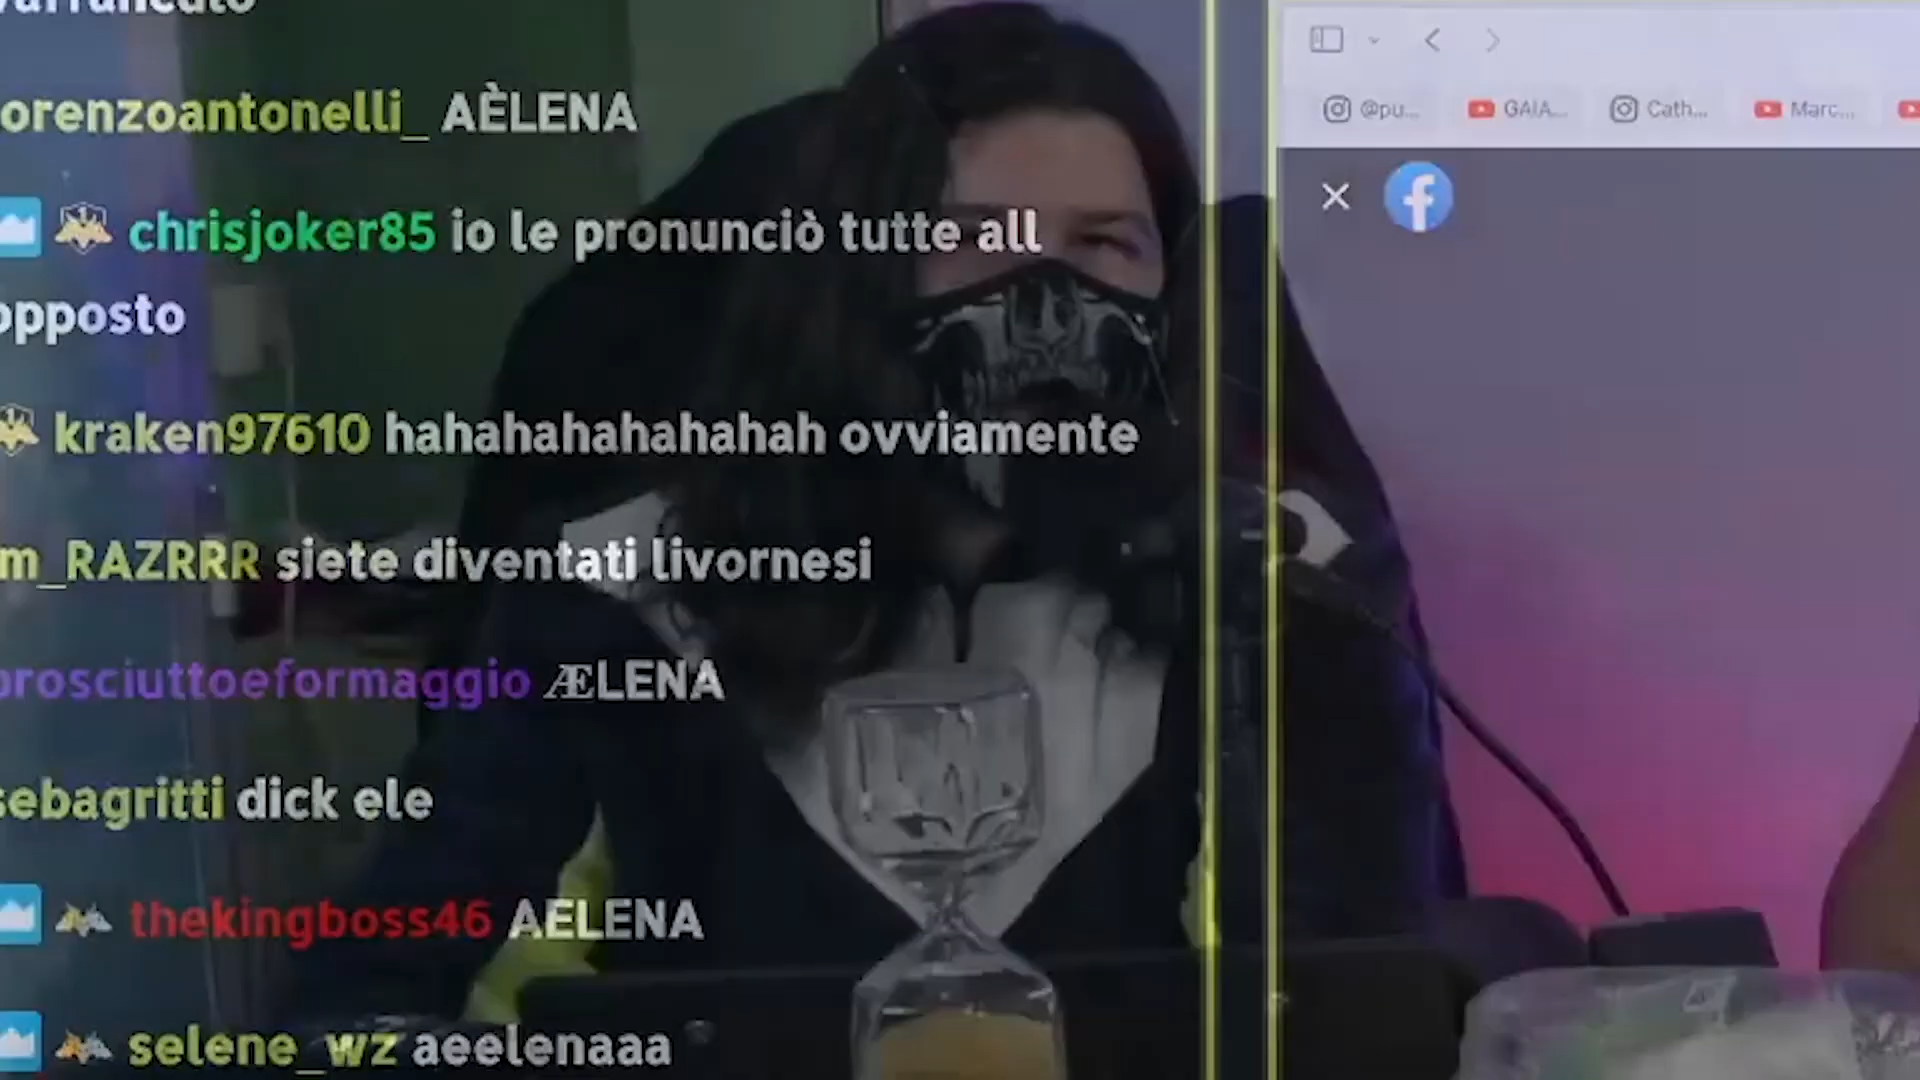 orenzoantonelli_ AÈLENA
@pu...
GAIA...
Cath...
Marc...
chrisjoker85 io le pronunciò tutte all
opposto
kraken97610 hahahahahahahah ovviamente
m_RAZRRR siete diventati livornesi
prosciuttoeformaggio ÆLENA
sebagritti dick ele
thekingboss46 AELENA
selene_wz aeelenaaa